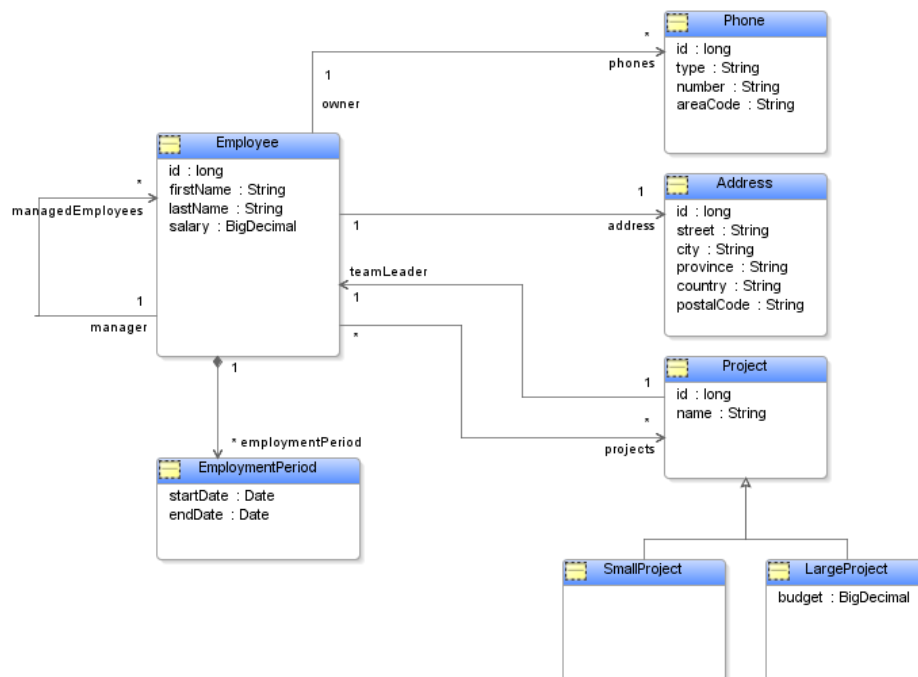 Phone
id : long
type : String
number : String
areaCode : String
*
phones
1
owner
Employee
id : long
firstName : String
lastName : String
salary : BigDecimal
*
managedEmployees
1
manager
Address
id : long
street : String
city : String
province : String
country : String
postalCode : String
1
address
1
teamLeader
1
*
1
Project
id : long
name : String
1
*
projects
* employmentPeriod
EmploymentPeriod
startDate : Date
endDate : Date
SmallProject
LargeProject
budget : BigDecimal